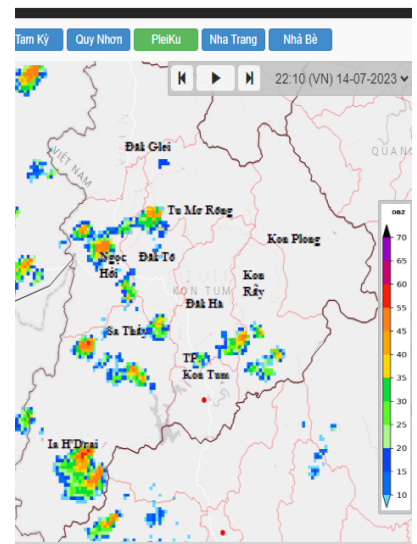 Tam Kỳ Quy Nhơn PleiKu Nha Trang Nhà Bè
22:10 (VN) 14-07-2023
VIỆT NAM
Đăk Glei
QUANG
DBZ
Tu Mơ Rông
Kon Plong
Ngọc Hồi
Đăk Tô
Kon Rẫy
KON TUM
Đăk Hà
Sa Thầy
TP Kon Tum
Ia H'Drai
70
65
60
55
50
45
40
35
30
25
20
15
10